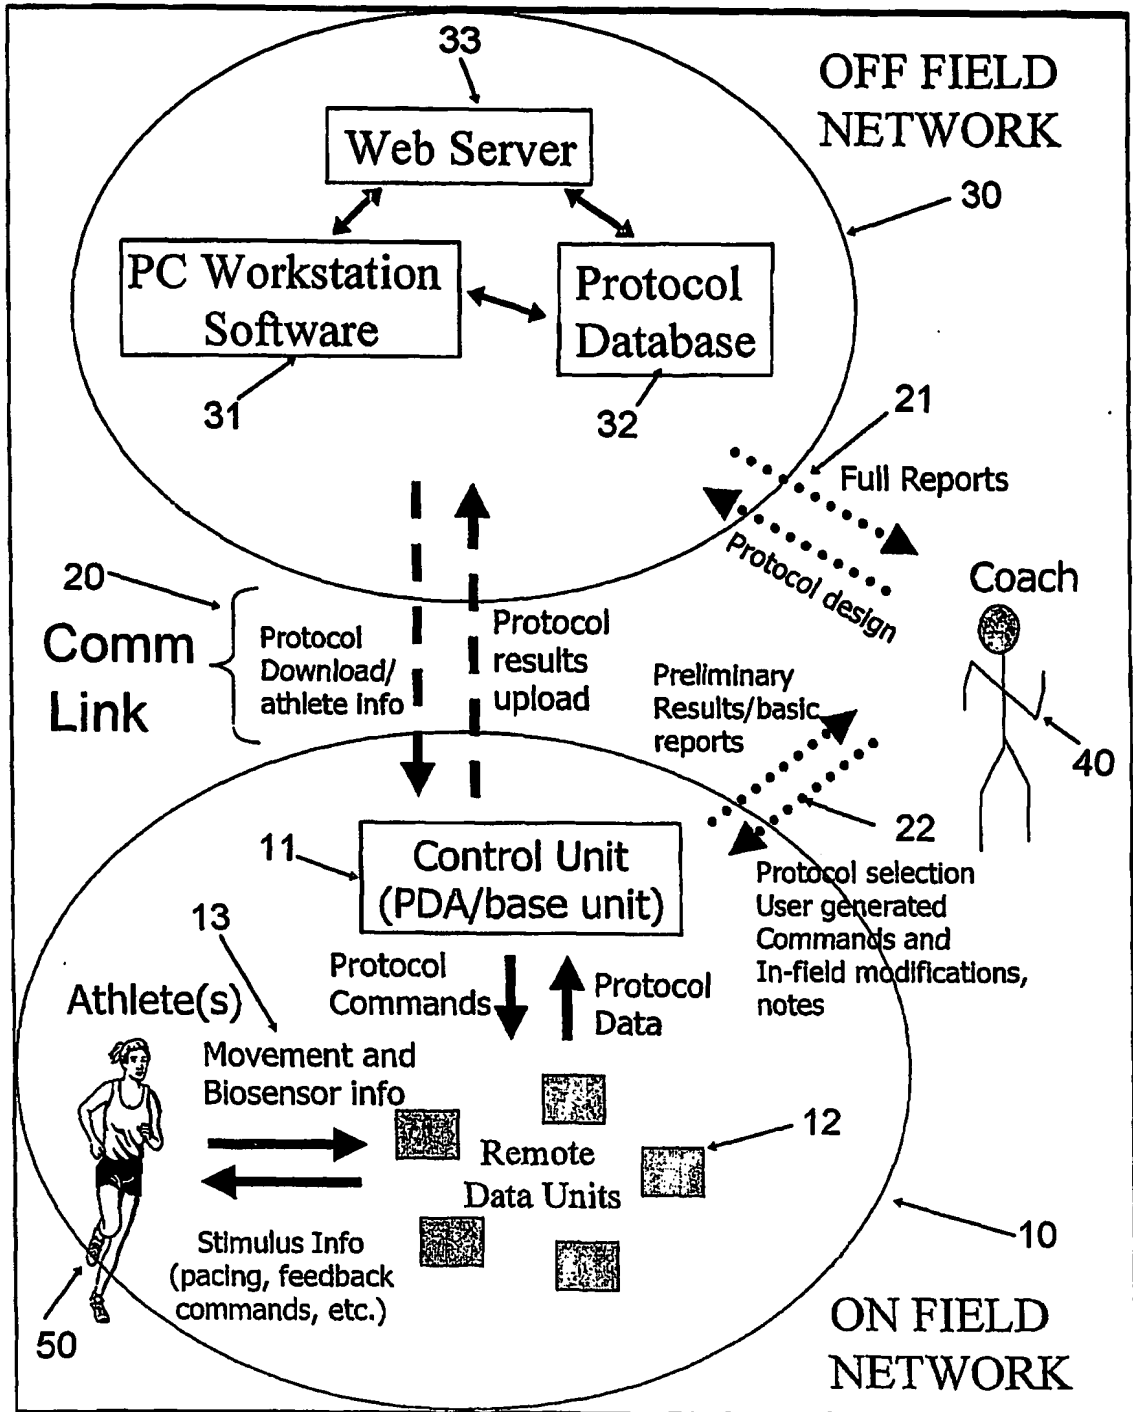 33
OFF FIELD
NETWORK
Web Server
30
PC Workstation
Software
Protocol
Database
31
32
21
Full Reports
Protocol design
20
Comm
Link
Protocol
Download/
athlete info
Protocol
results
upload
Coach
Preliminary
Results/basic
reports
40
22
11
Control Unit
(PDA/base unit)
Protocol selection
User generated
Commands and
In-field modifications,
notes
13
Protocol
Commands
Protocol
Data
Athlete(s)
Movement and
Biosensor info
12
Remote
Data Units
10
Stimulus Info
(pacing, feedback
commands, etc.)
50
ON FIELD
NETWORK